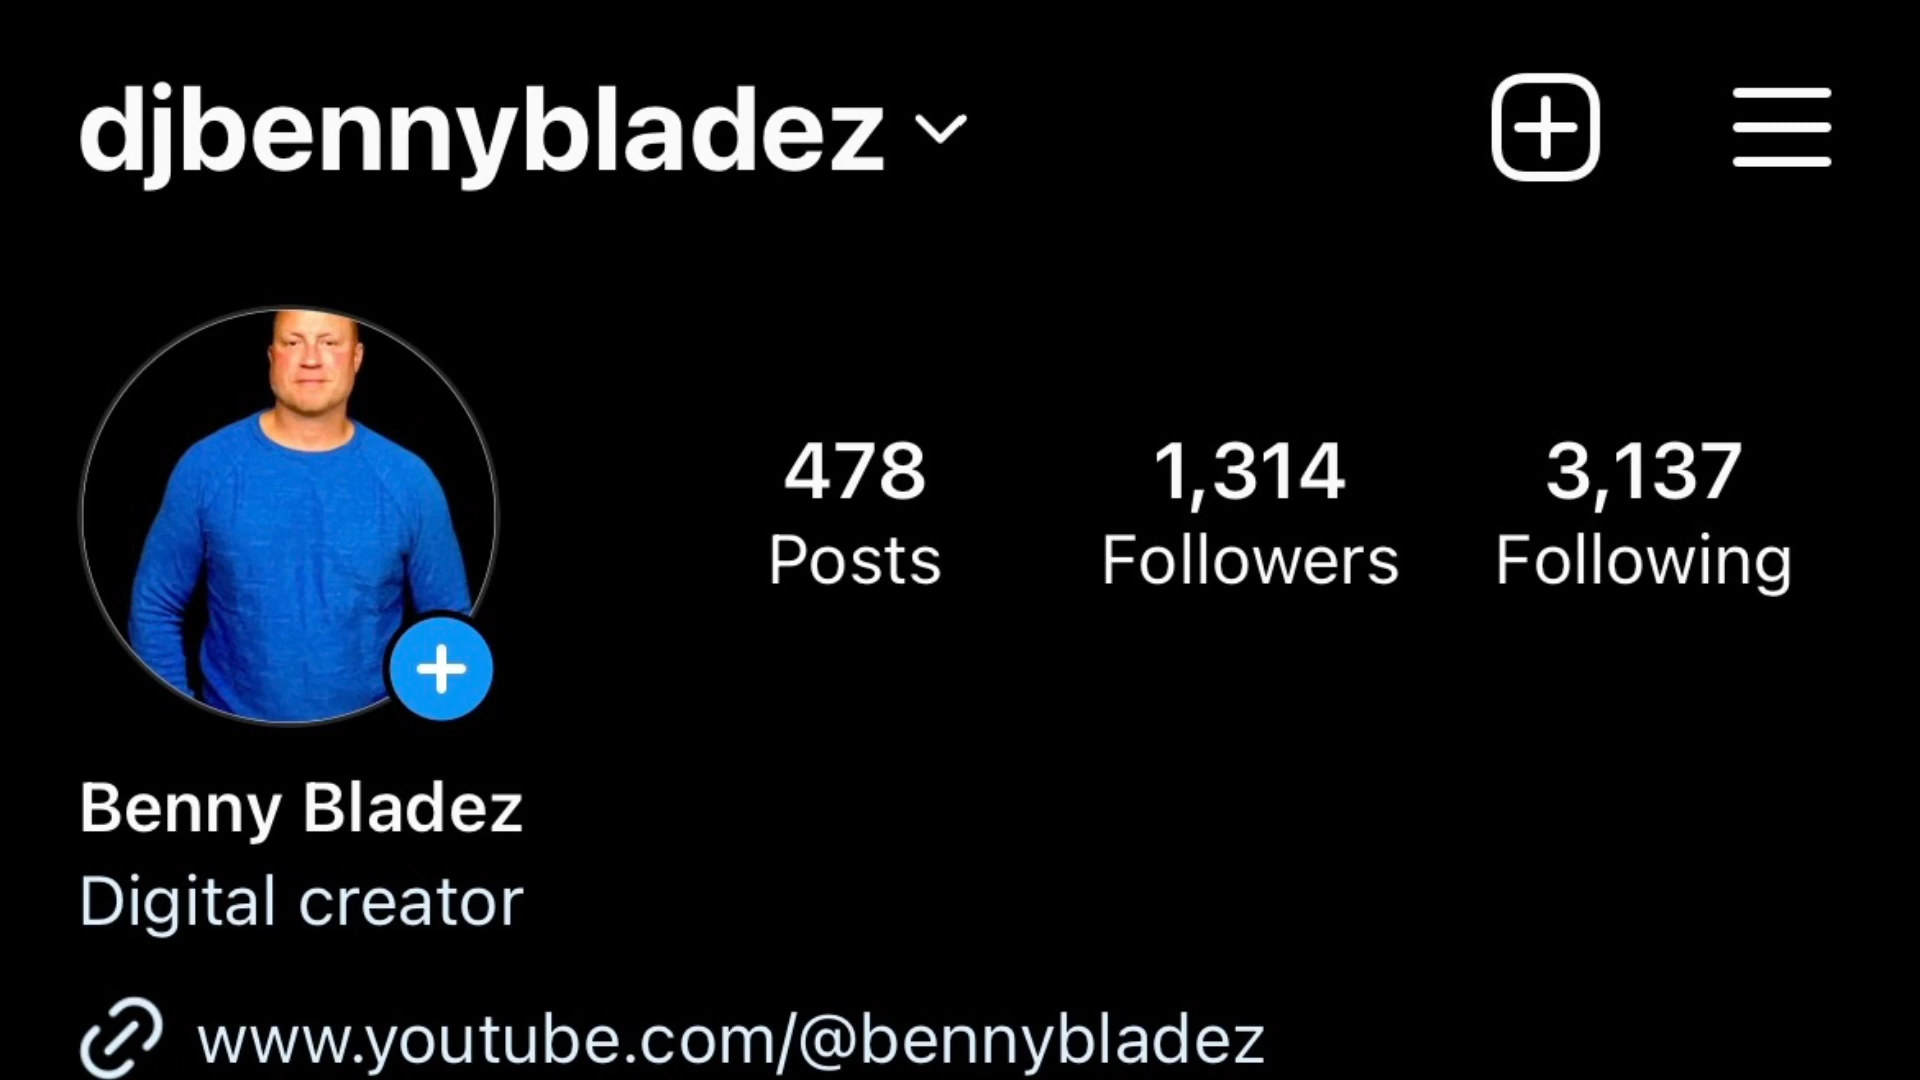 djbennybladez
478 1,314 3,137
Posts Followers Following
Benny Bladez
Digital creator
www.youtube.com/@bennybladez